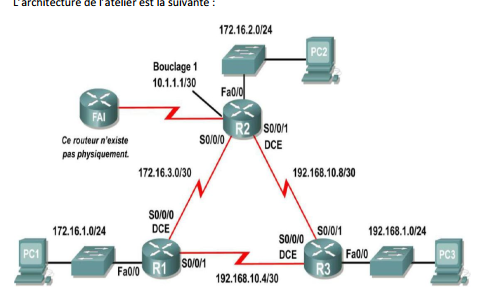 L'architecture de l'atelier est la suivante :
172.16.2.0/24
PC2
Bouclage 1
10.1.1.1/30
Fa0/0
FAI
R2
S0/0/1
DCE
Ce routeur n'existe
pas physiquement.
S0/0/0
172.16.3.0/30
192.168.10.8/30
S0/0/0
DCE
172.16.1.0/24
S0/0/1
192.168.1.0/24
S0/0/0
DCE
PC1
Fa0/0
R1
S0/0/1
R3
Fa0/0
PC3
192.168.10.4/30